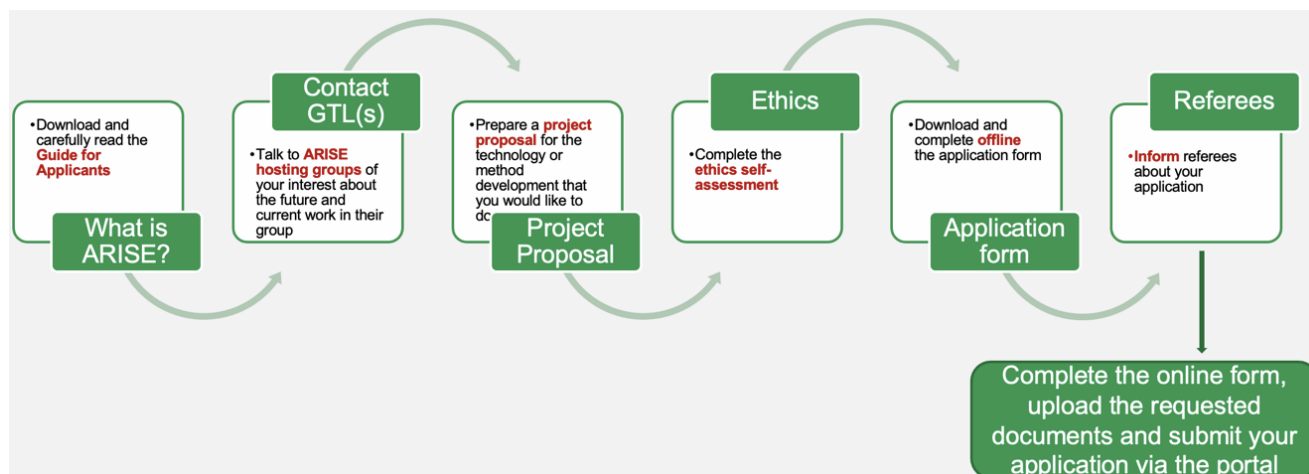 •Download and
carefully read the
Guide for
Applicants
What is
ARISE?
Contact
GTL(s)
•Talk to ARISE
hosting groups of
your interest about
the future and
current work in their
group
•Prepare a project
proposal for the
technology or
method
development that
you would like to
Project
Proposal
Ethics
•Complete the
ethics self-
assessment
•Download and
complete offline
the application form
Application
form
Referees
•Inform referees
about your
application
Complete the online form,
upload the requested
documents and submit your
application via the portal